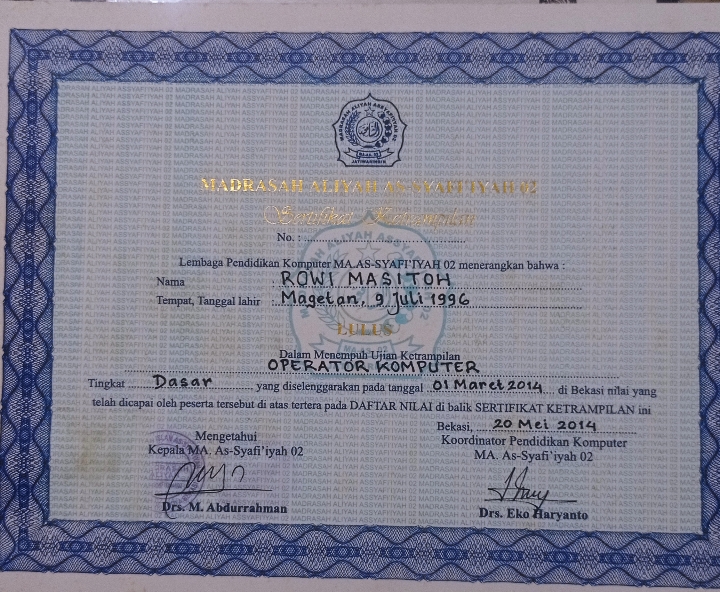 MADRASAH ALIYAH AS-SYAFI'IYAH 02
Sertifikat Ketrampilan
No. :
Lembaga Pendidikan Komputer MA.AS-SYAFI'IYAH 02 menerangkan bahwa :
Nama : ROWI MASITOH
Tempat, Tanggal lahir : Magetan, 9 Juli 1996
LULUS
Dalam Menempuh Ujian Ketrampilan
OPERATOR KOMPUTER
Tingkat Dasar yang diselenggarakan pada tanggal 01 Maret 2014 di Bekasi nilai yang
telah dicapai oleh peserta tersebut di atas tertera pada DAFTAR NILAI di balik SERTIFIKAT KETRAMPILAN ini
Bekasi, 20 Mei 2014
Mengetahui
Kepala MA. As-Syafi'iyah 02
Drs. M. Abdurrahman
Koordinator Pendidikan Komputer
MA. As-Syafi'iyah 02
Drs. Eko Haryanto